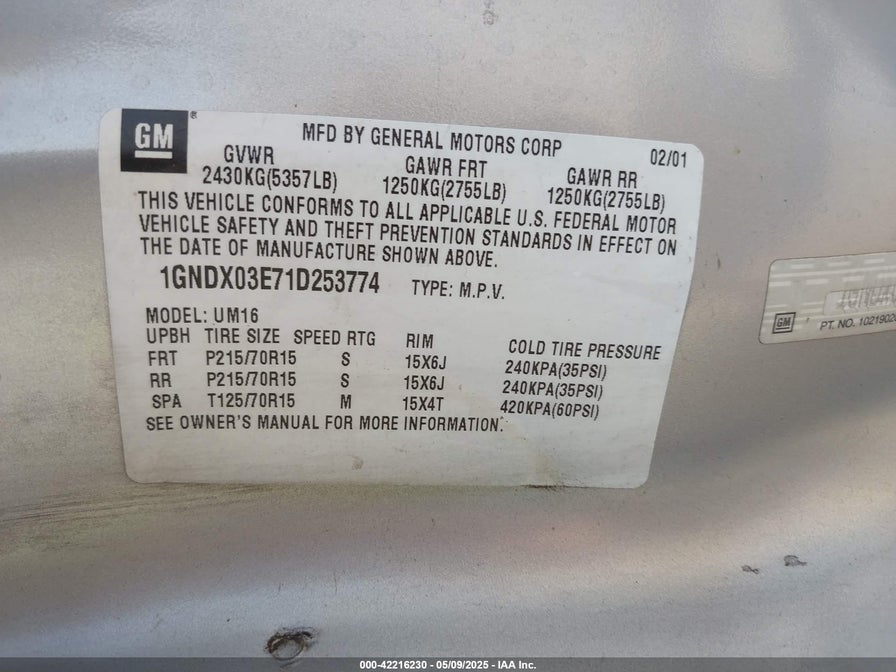 GM ®
MFD BY GENERAL MOTORS CORP 02/01
GVWR GAWR FRT GAWR RR
2430KG(5357LB) 1250KG(2755LB) 1250KG(2755LB)
THIS VEHICLE CONFORMS TO ALL APPLICABLE U.S. FEDERAL MOTOR
VEHICLE SAFETY AND THEFT PREVENTION STANDARDS IN EFFECT ON
THE DATE OF MANUFACTURE SHOWN ABOVE.
1GNDX03E71D253774 TYPE: M.P.V.
MODEL: UM16
UPBH TIRE SIZE SPEED RTG RIM COLD TIRE PRESSURE
FRT P215/70R15 S 15X6J 240KPA(35PSI)
RR P215/70R15 S 15X6J 240KPA(35PSI)
SPA T125/70R15 M 15X4T 420KPA(60PSI)
SEE OWNER'S MANUAL FOR MORE INFORMATION.
GM PT. NO.
000-42216230 - 05/09/2025 - IAA Inc.